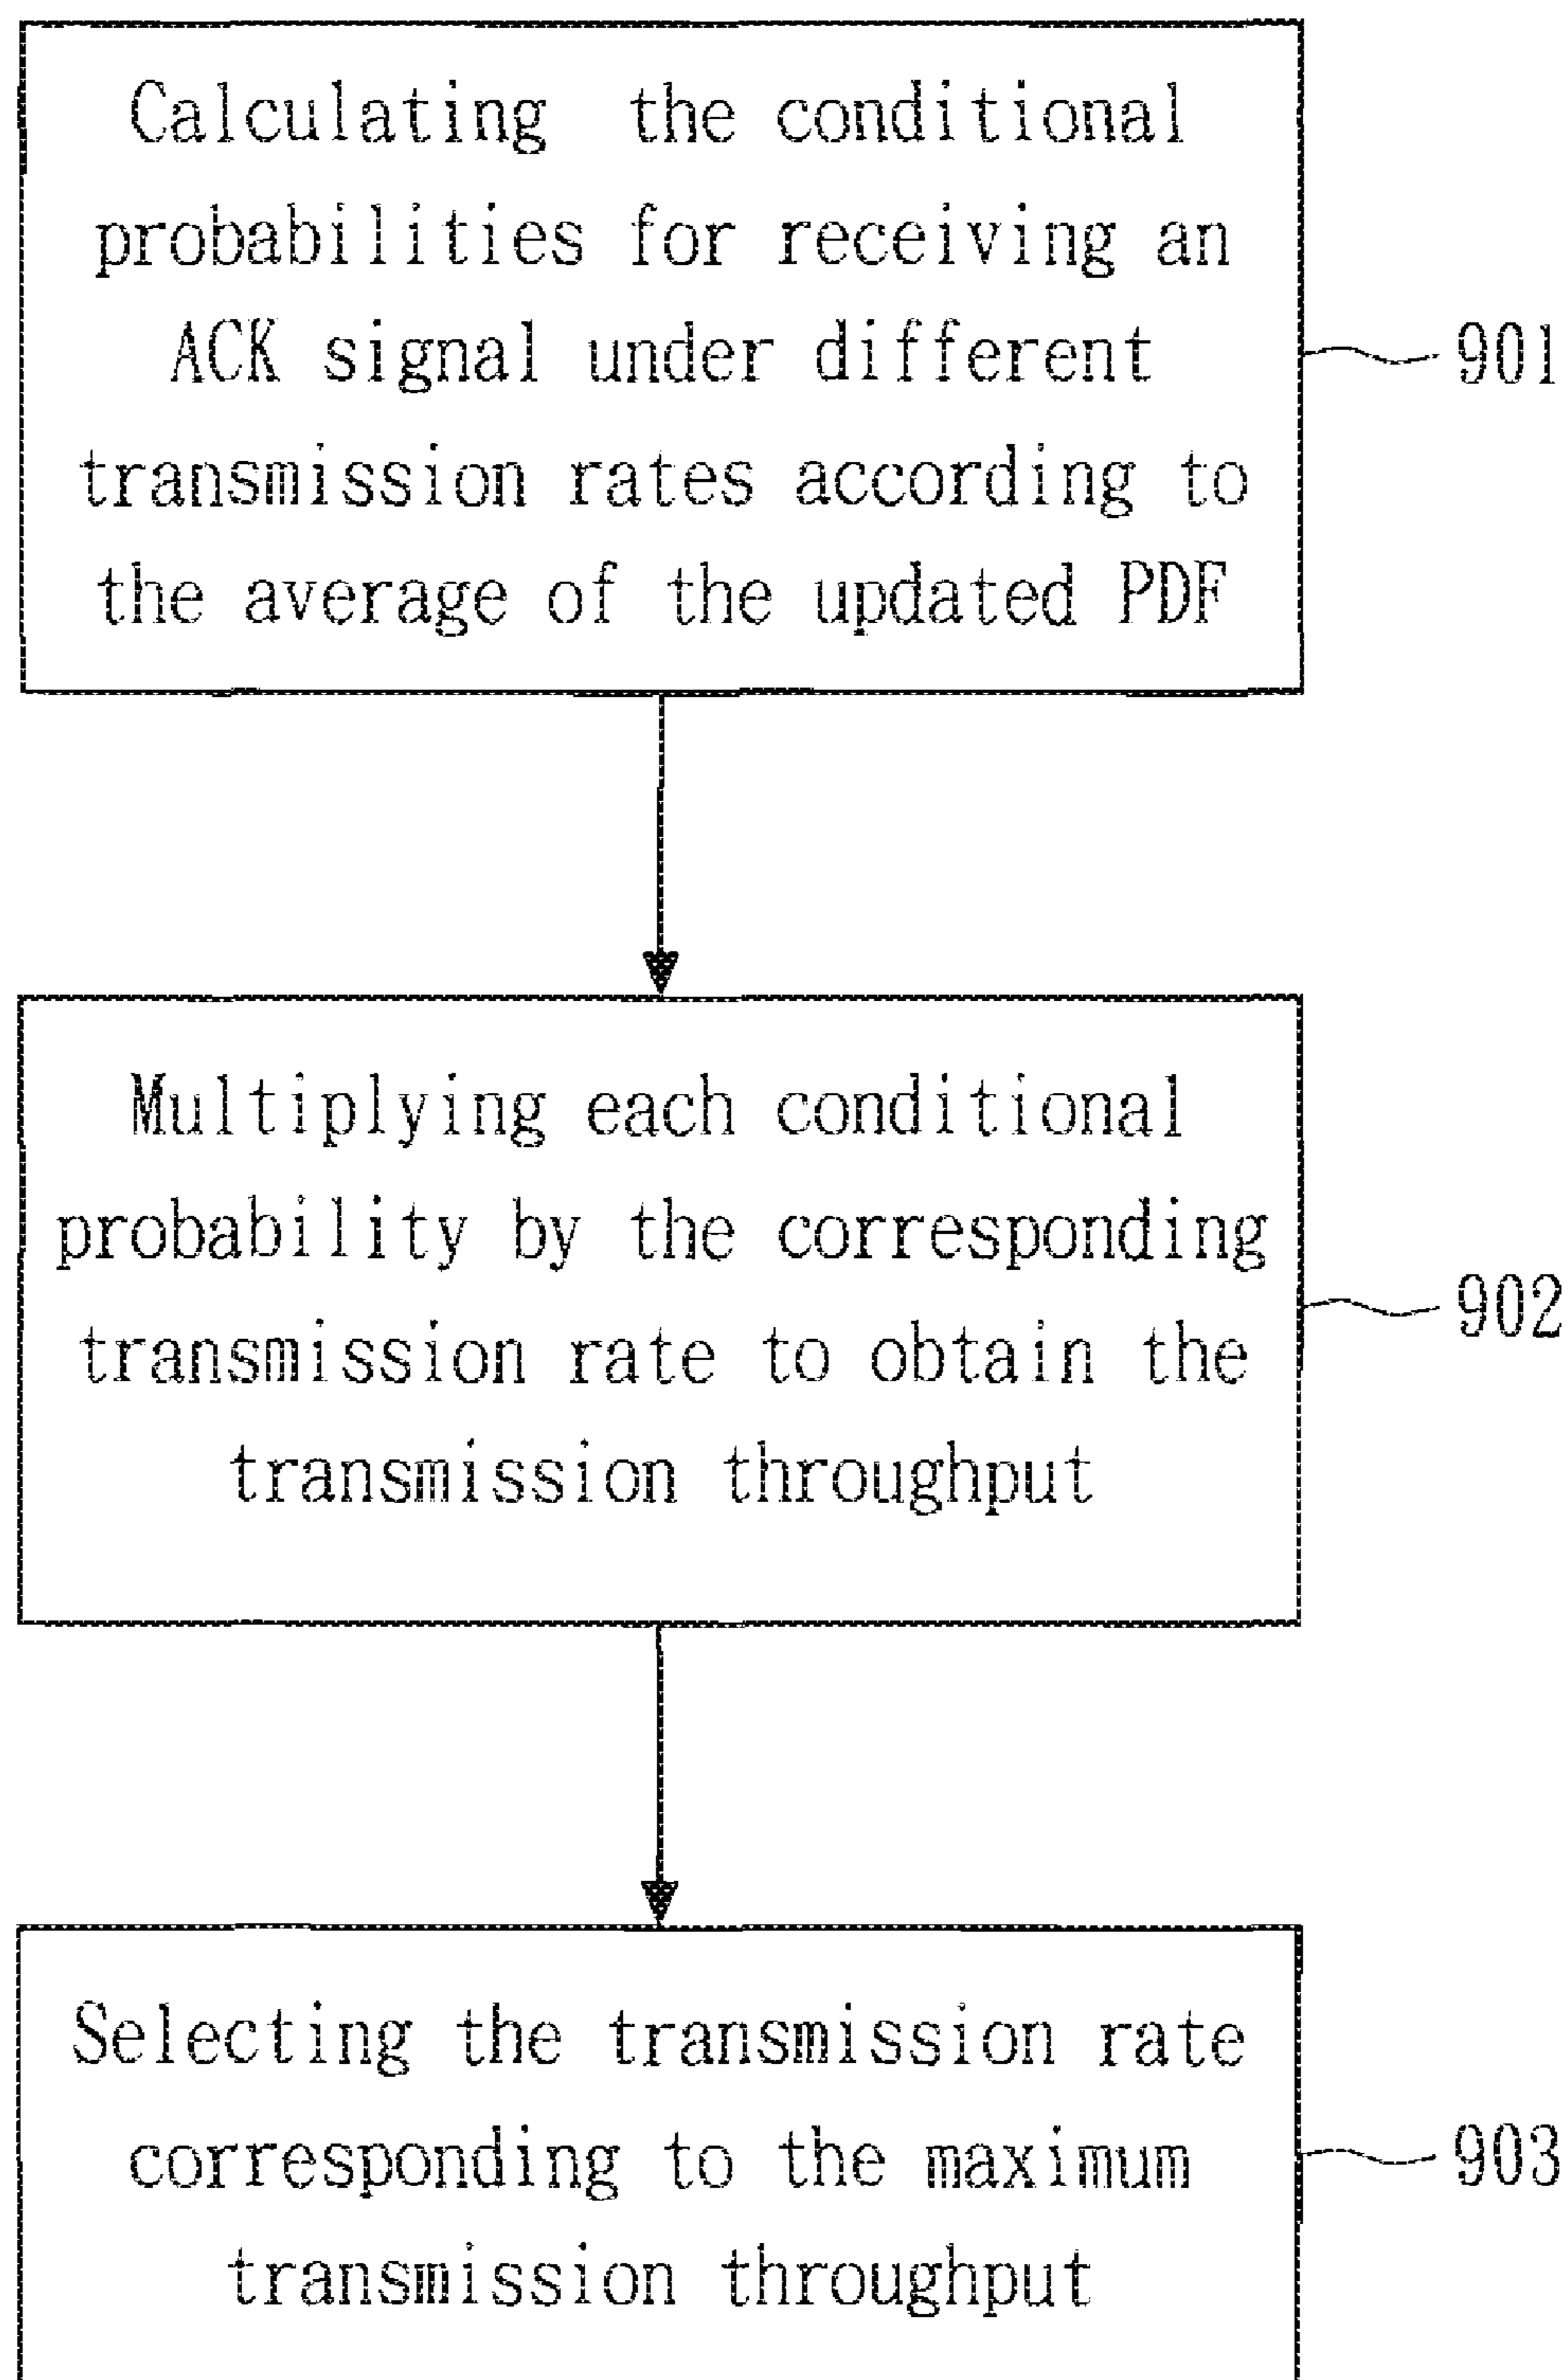 Calculating the conditional
probabilities for receiving an
ACK signal under different
transmission rates according to
the average of the updated PDF
901
Multiplying each conditional
probability by the corresponding
transmission rate to obtain the
transmission throughput
902
Selecting the transmission rate
corresponding to the maximum
transmission throughput
903